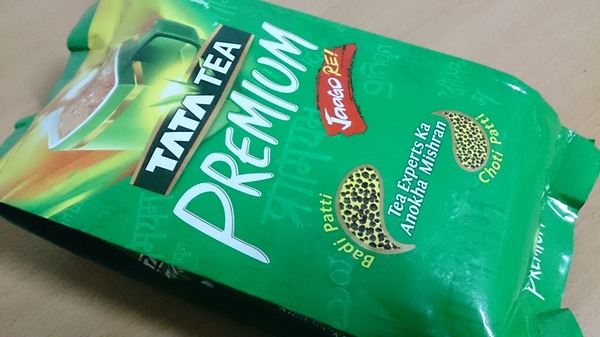 TATA TEA
PREMIUM
JAAGO RE!
Badi Patti
Tea Experts Ka
Anokha Mishran
Choti Patti
PREMIUM